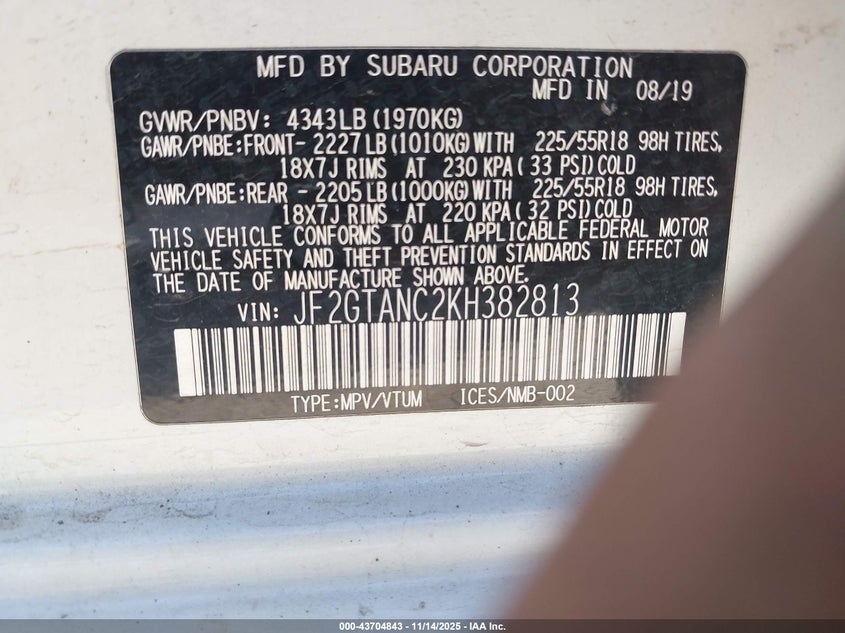 MFD BY SUBARU CORPORATION
MFD IN 08/19
GVWR/PNBV: 4343LB (1970KG)
GAWR/PNBE:FRONT- 2227LB (1010KG) WITH 225/55R18 98H TIRES,
18X7J RIMS AT 230 KPA ( 33 PSI) COLD
GAWR/PNBE:REAR - 2205LB (1000KG) WITH 225/55R18 98H TIRES,
18X7J RIMS AT 220 KPA ( 32 PSI) COLD
THIS VEHICLE CONFORMS TO ALL APPLICABLE FEDERAL MOTOR
VEHICLE SAFETY AND THEFT PREVENTION STANDARDS IN EFFECT ON
THE DATE OF MANUFACTURE SHOWN ABOVE.
VIN: JF2GTANC2KH382813
TYPE:MPV/VTUM ICES/NMB-002
000-43704843 - 11/14/2025 - IAA Inc.